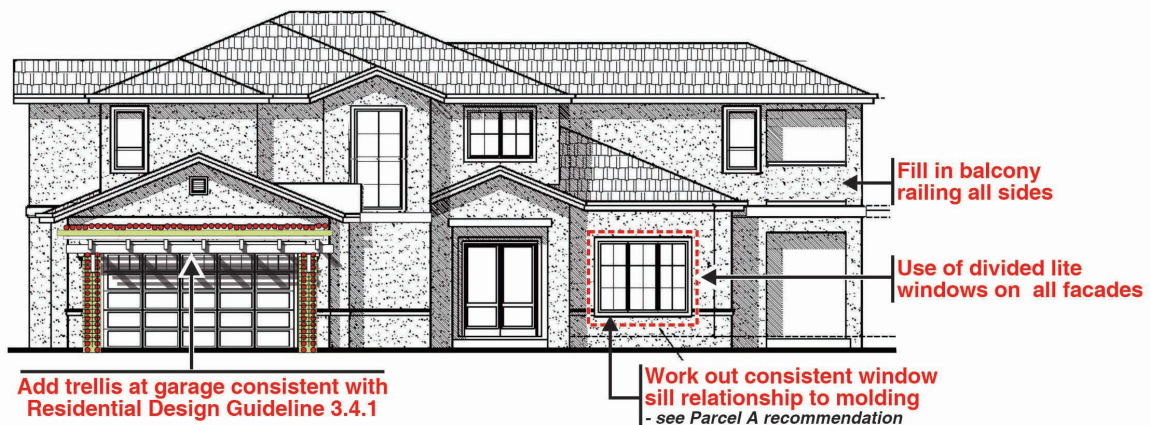 Fill in balcony
railing all sides
Use of divided lite
windows on all facades
Add trellis at garage consistent with
Residential Design Guideline 3.4.1
Work out consistent window
sill relationship to molding
- see Parcel A recommendation